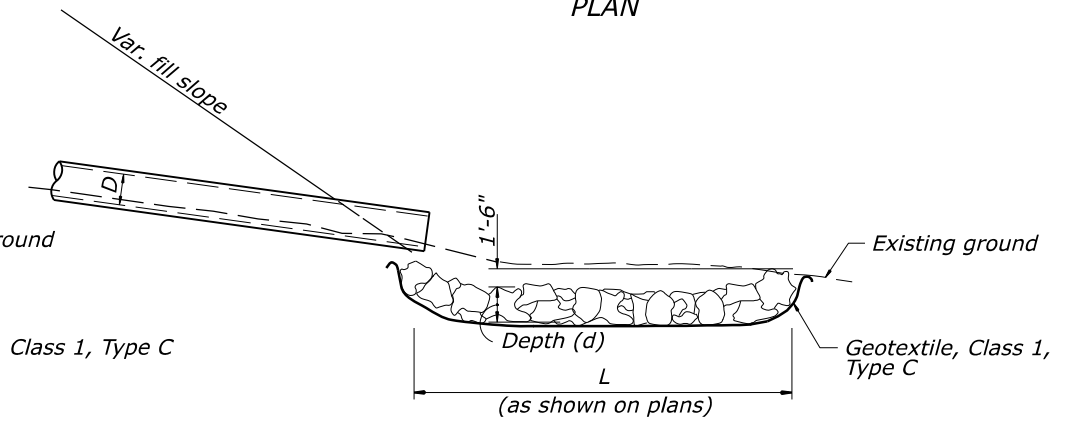 PLAN
Var. fill slope
D
1'-6"
round
Existing ground
Class 1, Type C
Depth (d)
Geotextile, Class 1,
Type C
L
(as shown on plans)